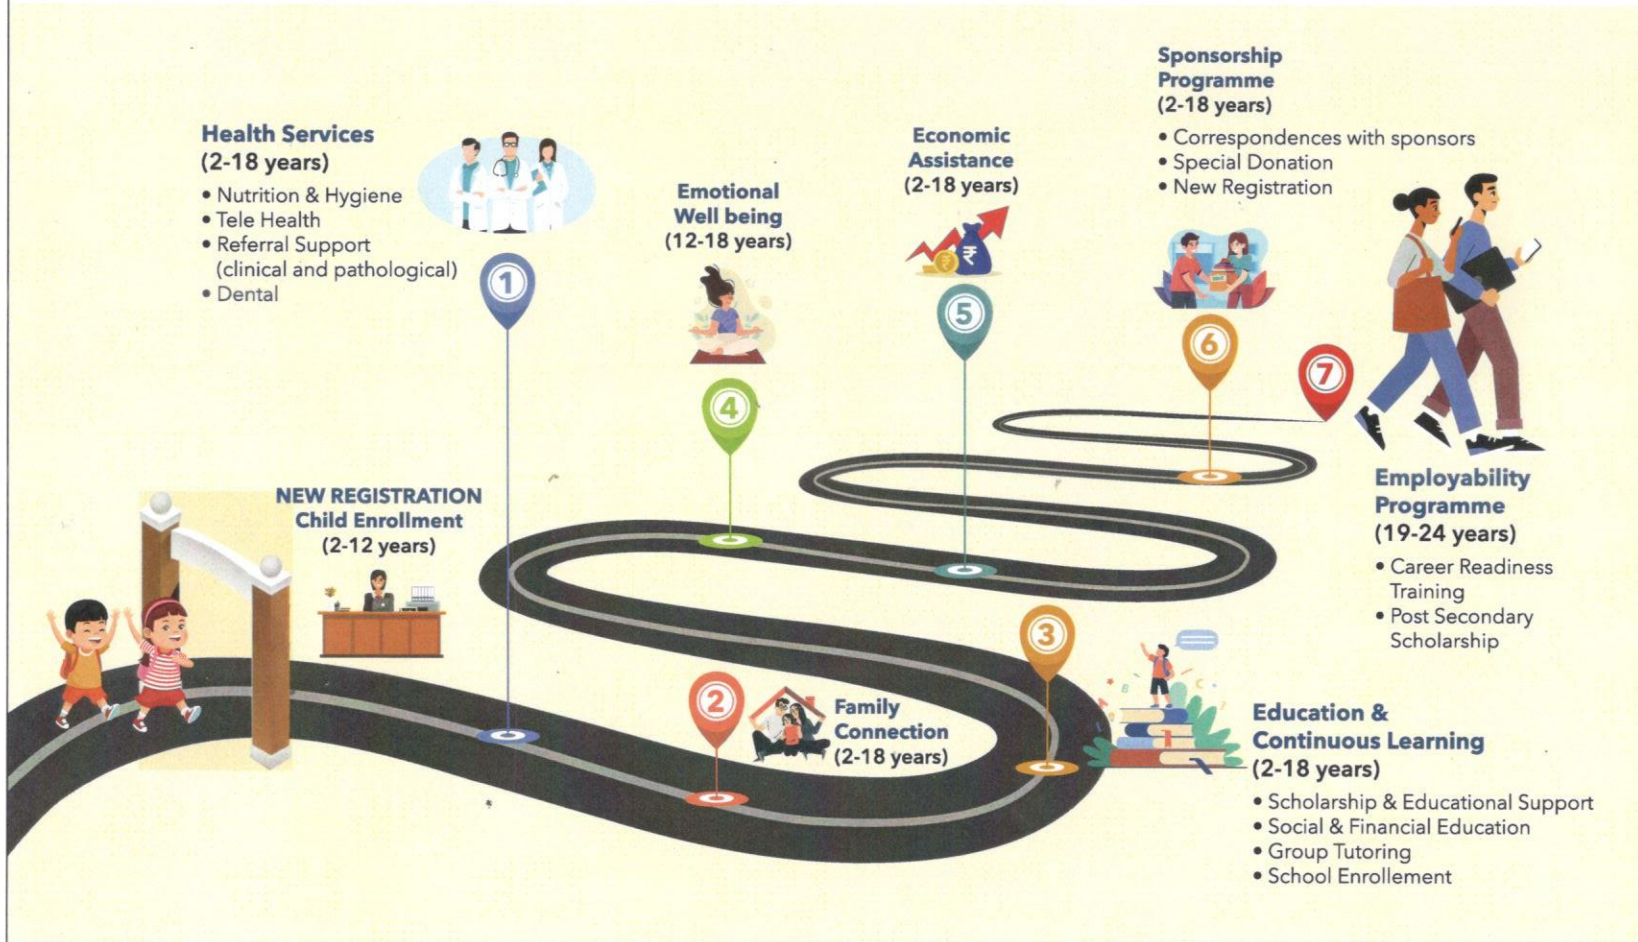 NEW REGISTRATION
Child Enrollment
(2-12 years)
Health Services
(2-18 years)
• Nutrition & Hygiene
• Tele Health
• Referral Support
(clinical and pathological)
• Dental
1
2
Family
Connection
(2-18 years)
3
Education &
Continuous Learning
(2-18 years)
• Scholarship & Educational Support
• Social & Financial Education
• Group Tutoring
• School Enrollement
Emotional
Well being
(12-18 years)
4
Economic
Assistance
(2-18 years)
₹
5
Sponsorship
Programme
(2-18 years)
• Correspondences with sponsors
• Special Donation
• New Registration
6
7
Employability
Programme
(19-24 years)
• Career Readiness
Training
• Post Secondary
Scholarship